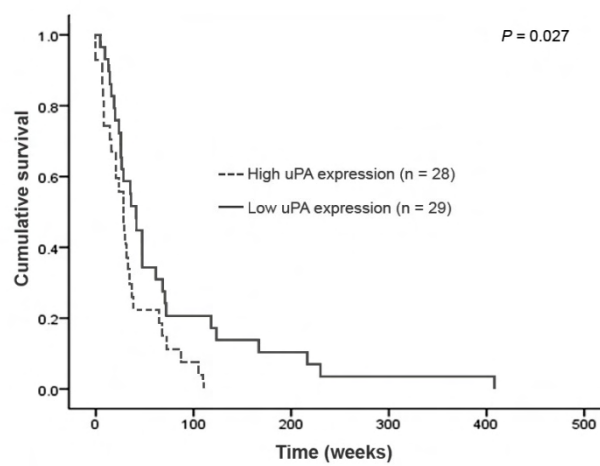 P = 0.027
1.0
0.8
0.6
0.4
0.2
0.0
Cumulative survival
High uPA expression (n = 28)
Low uPA expression (n = 29)
0 100 200 300 400 500
Time (weeks)